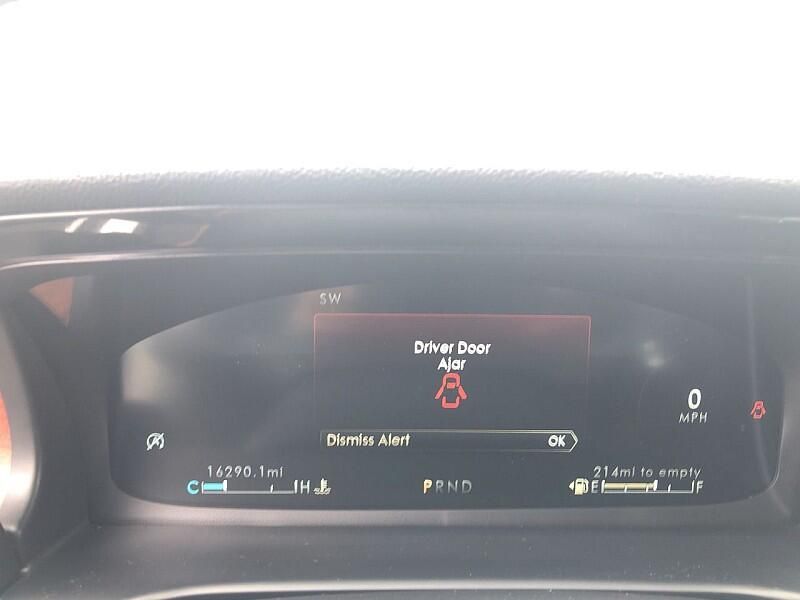 SW
Driver Door
Ajar
0
MPH
Dismiss Alert OK
16290.1mi
214mi to empty
C H
PRND
E F